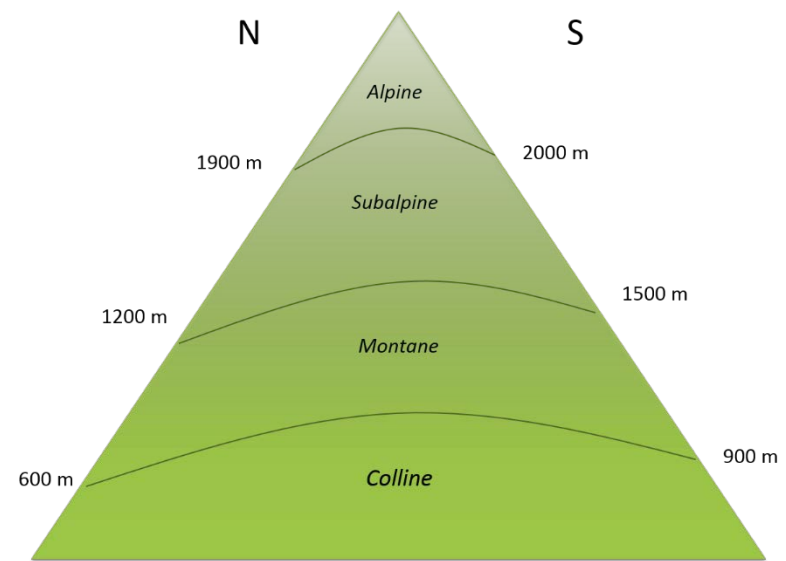 N
S
Alpine
1900 m
2000 m
Subalpine
1200 m
1500 m
Montane
600 m
900 m
Colline